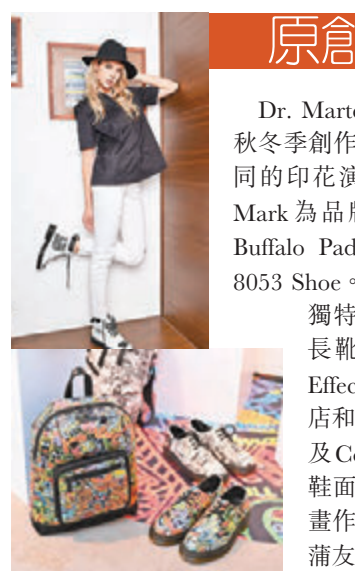 原創
Dr. Marte
秋冬季創作
同的印花演
Mark 為品牌
Buffalo Pad
8053 Shoe。
獨特
長靴
Effec
店和
及Co
鞋面
畫作
蒲友